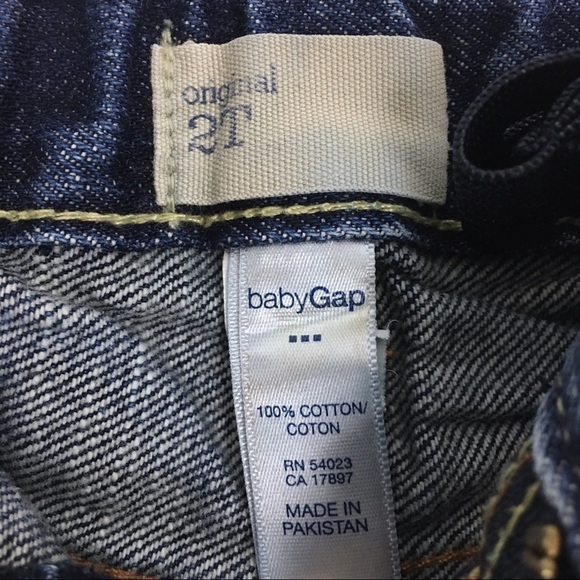 original
2T
babyGap
100% COTTON/
COTON
RN 54023
CA 17897
MADE IN
PAKISTAN